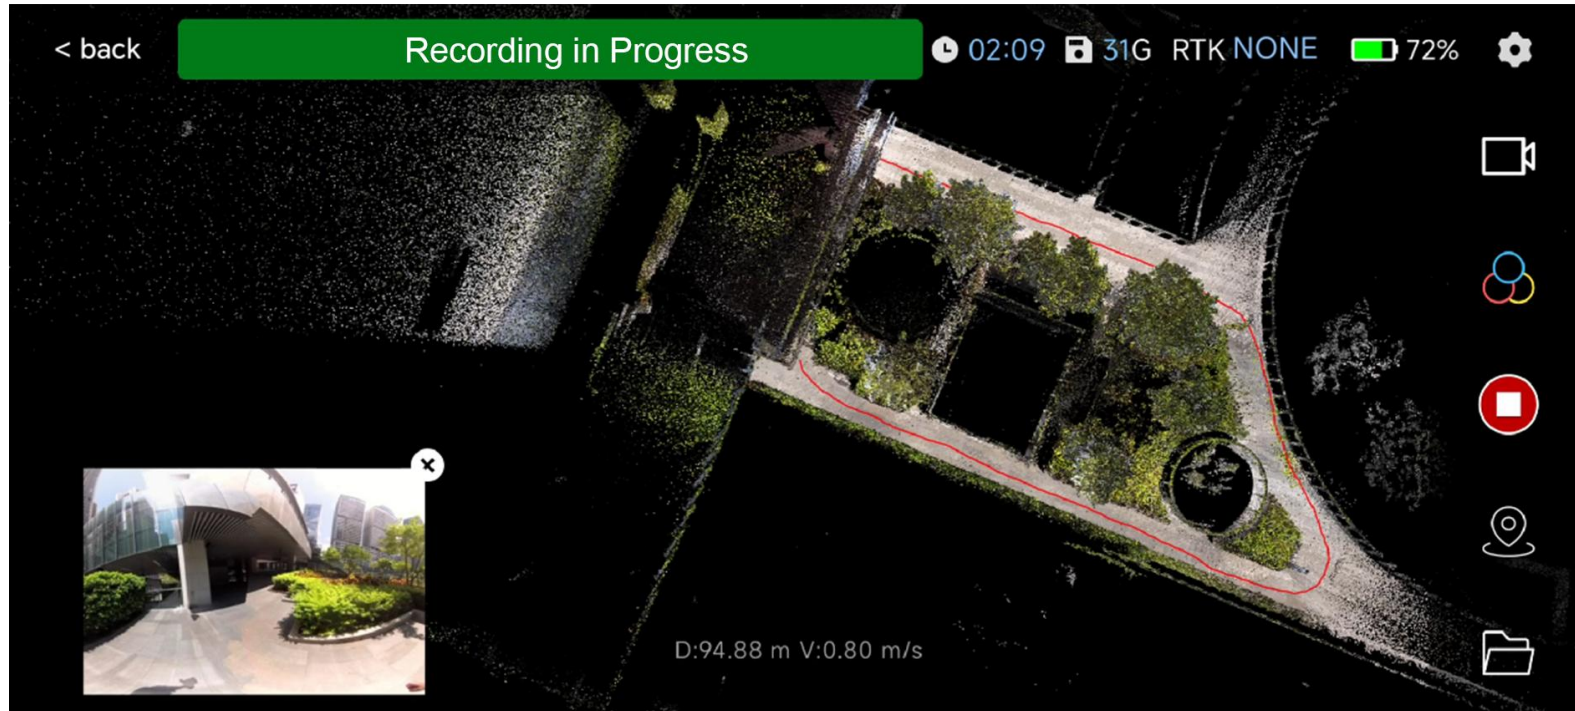 < back Recording in Progress 02:09 31G RTK NONE 72%
D:94.88 m V:0.80 m/s